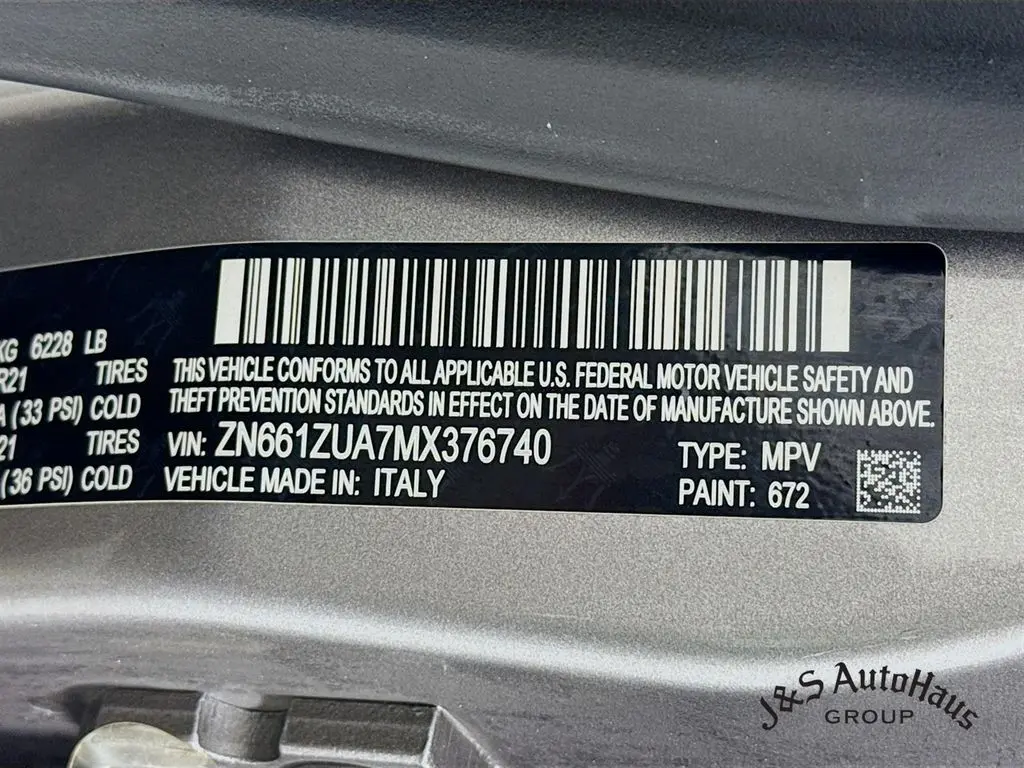 KG 6228 LB
R21 TIRES
A (33 PSI) COLD
21 TIRES
(36 PSI) COLD
THIS VEHICLE CONFORMS TO ALL APPLICABLE U.S. FEDERAL MOTOR VEHICLE SAFETY AND
THEFT PREVENTION STANDARDS IN EFFECT ON THE DATE OF MANUFACTURE SHOWN ABOVE.
VIN: ZN661ZUA7MX376740
VEHICLE MADE IN: ITALY
TYPE: MPV
PAINT: 672
J&S AutoHaus
GROUP